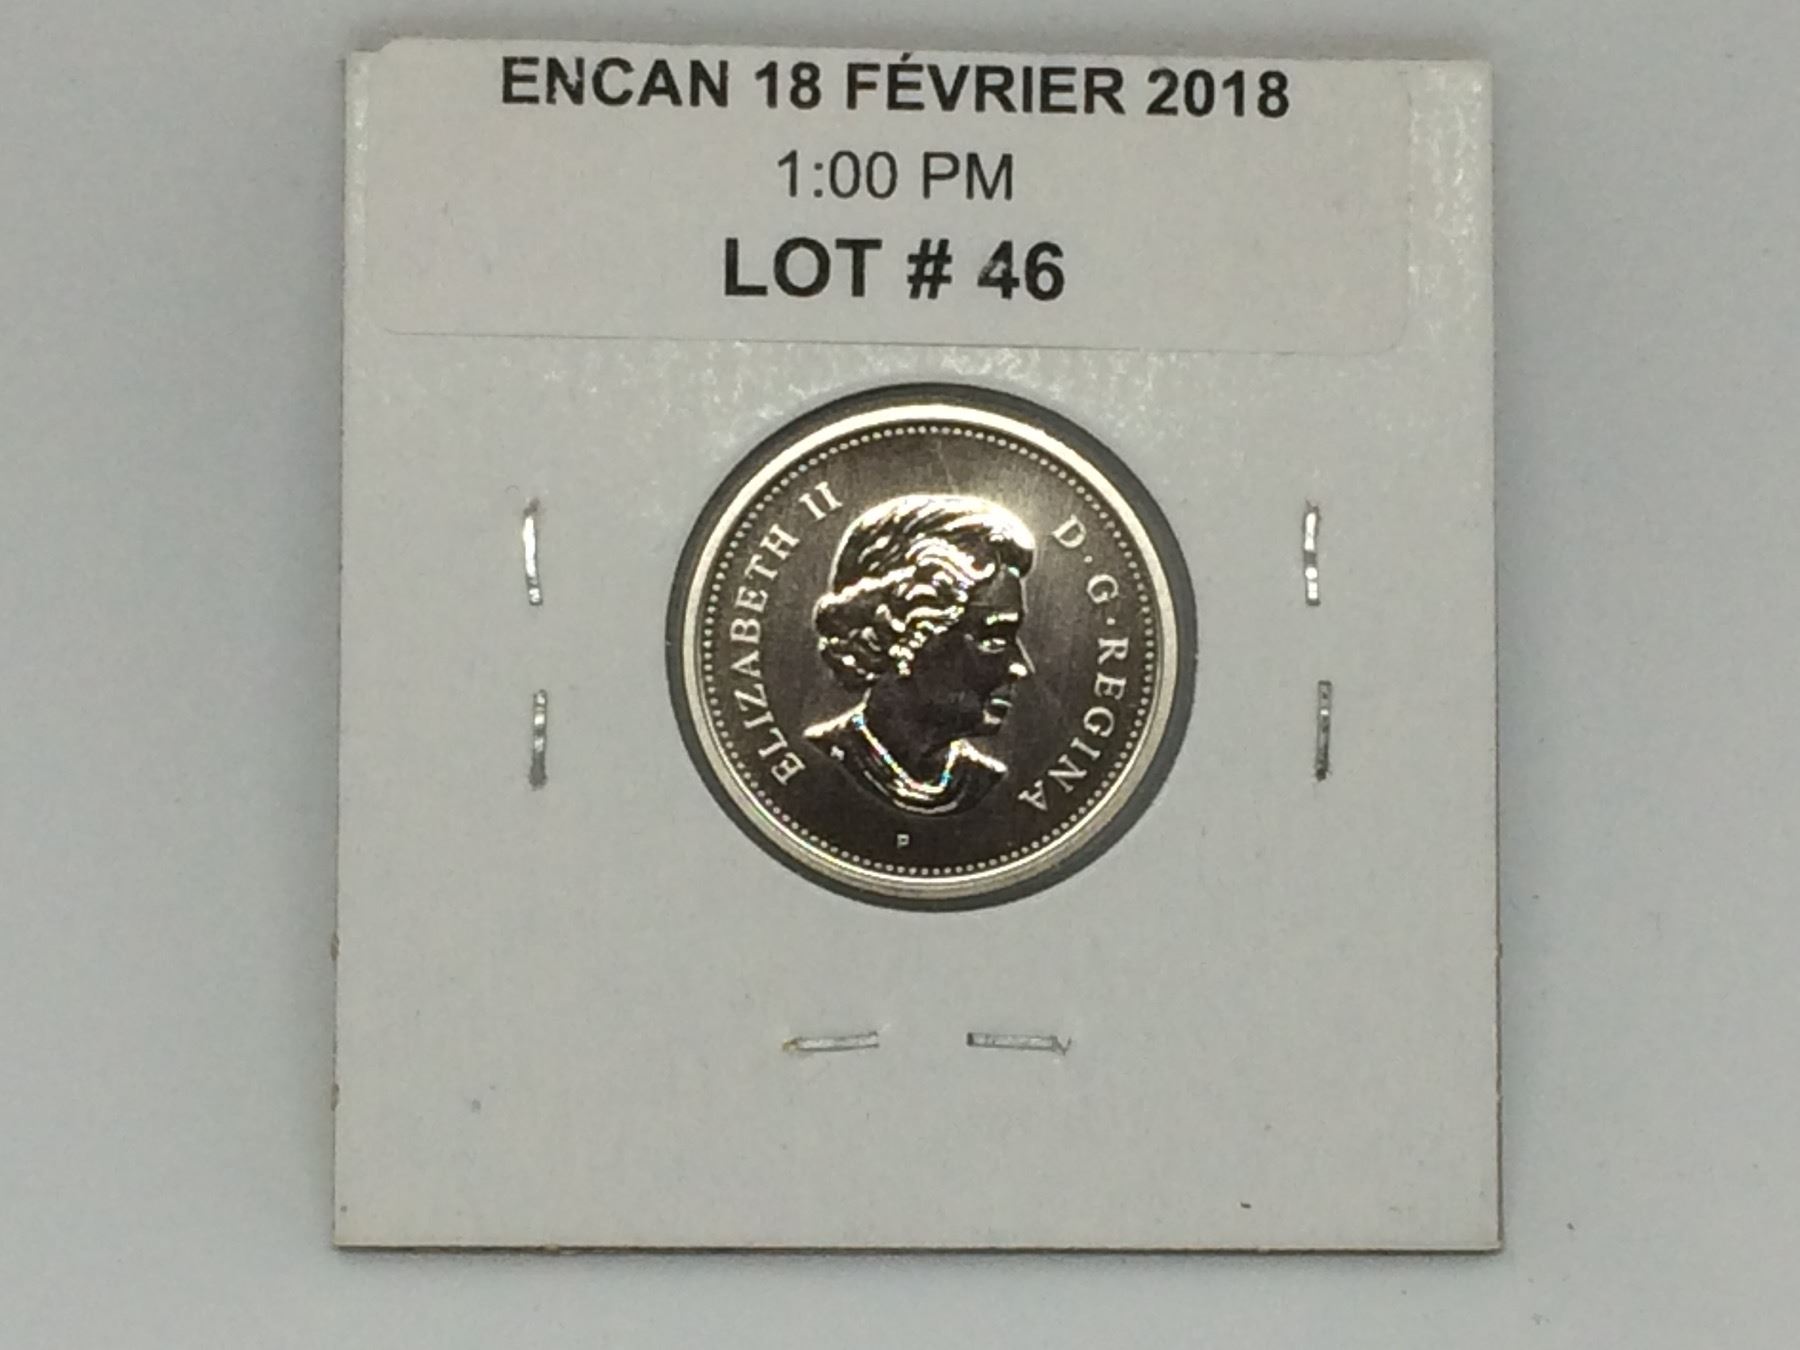 ENCAN 18 FÉVRIER 2018
1:00 PM
LOT # 46
ELIZABETH II D·G·REGINA
P